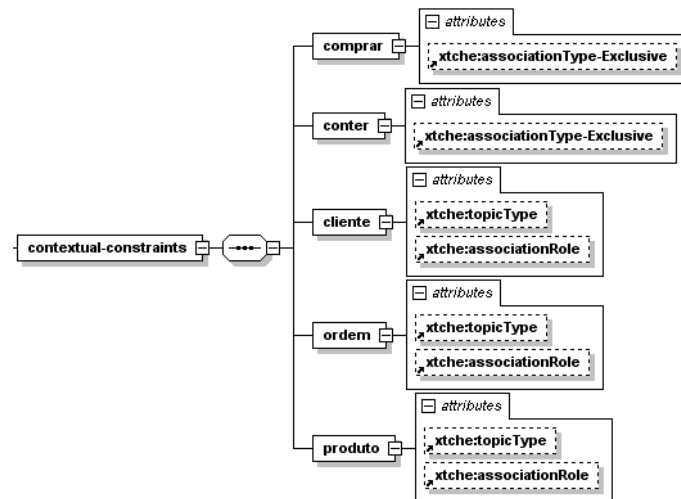 attributes
comprar
xtche:associationType-Exclusive
attributes
conter
xtche:associationType-Exclusive
attributes
cliente
xtche:topicType
xtche:associationRole
contextual-constraints
attributes
ordem
xtche:topicType
xtche:associationRole
attributes
produto
xtche:topicType
xtche:associationRole